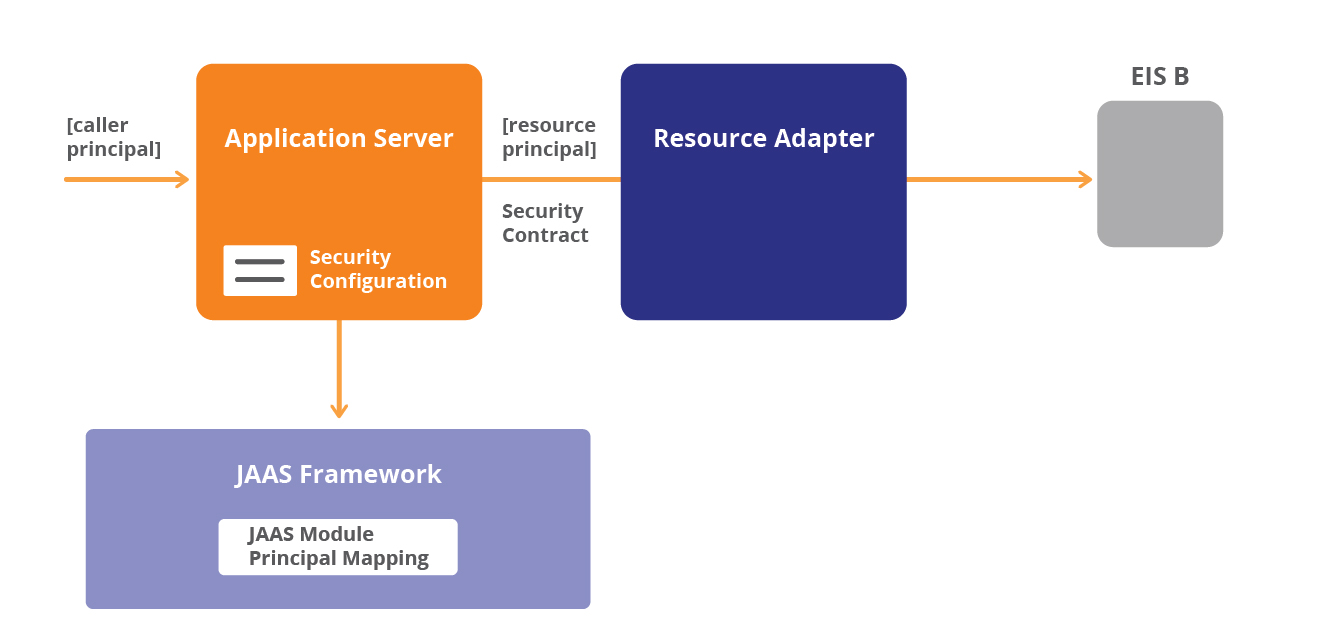 [caller
principal]
Application Server
Security
Configuration
[resource
principal]
Security
Contract
Resource Adapter
EIS B
JAAS Framework
JAAS Module
Principal Mapping